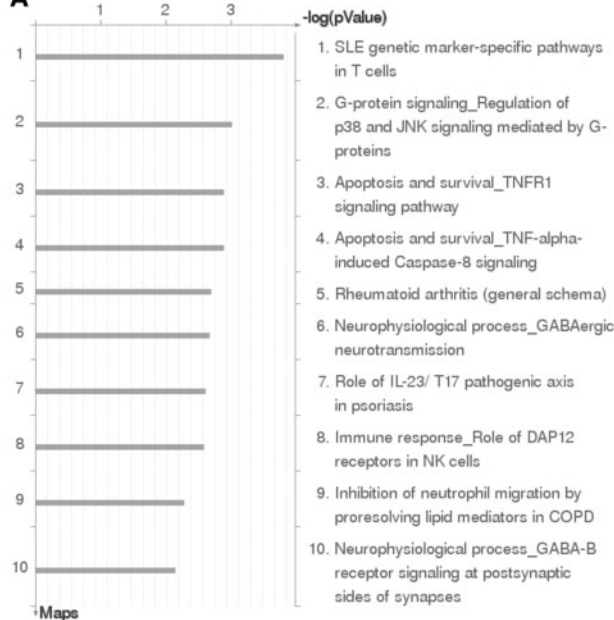 A
1 2 3 -log(pValue)
1
2
3
4
5
6
7
8
9
10
Maps
1. SLE genetic marker-specific pathways
in T cells
2. G-protein signaling_Regulation of
p38 and JNK signaling mediated by G-
proteins
3. Apoptosis and survival_TNFR1
signaling pathway
4. Apoptosis and survival_TNF-alpha-
induced Caspase-8 signaling
5. Rheumatoid arthritis (general schema)
6. Neurophysiological process_GABAergic
neurotransmission
7. Role of IL-23/ T17 pathogenic axis
in psoriasis
8. Immune response_Role of DAP12
receptors in NK cells
9. Inhibition of neutrophil migration by
proresolving lipid mediators in COPD
10. Neurophysiological process_GABA-B
receptor signaling at postsynaptic
sides of synapses